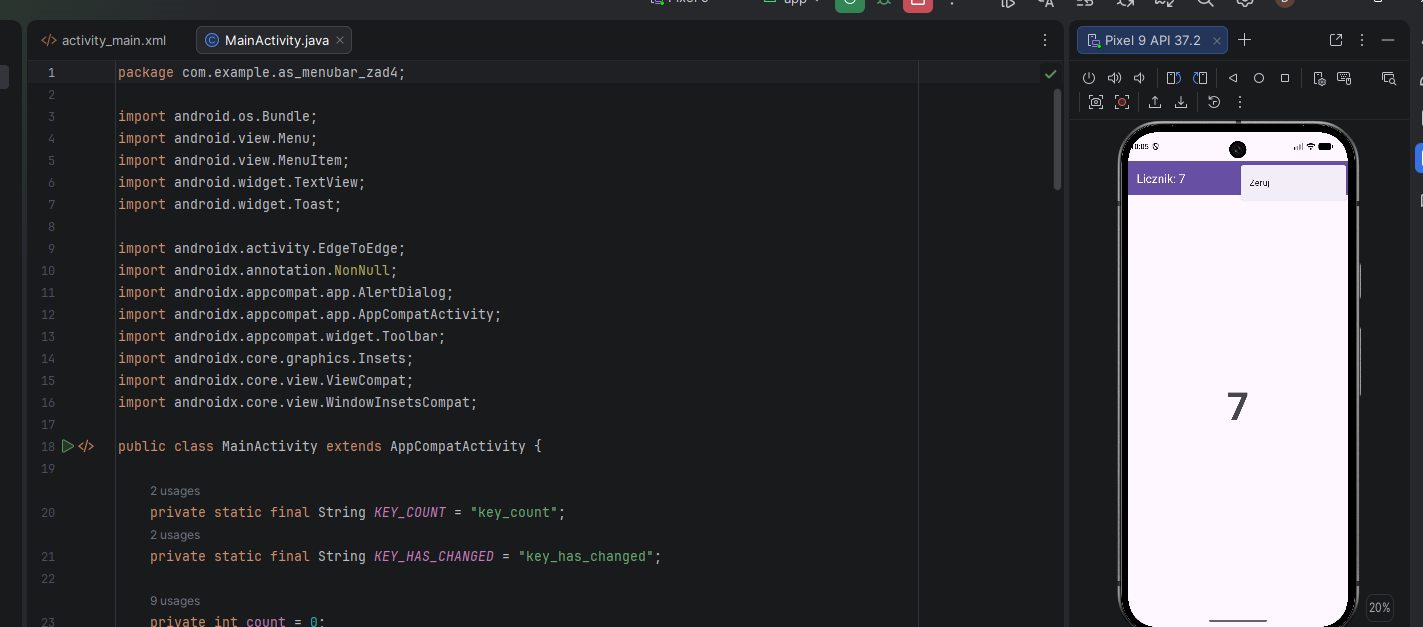 app
activity_main.xml
MainActivity.java
Pixel 9 API 37.2
1 package com.example.as_menubar_zad4;
2
3 import android.os.Bundle;
4 import android.view.Menu;
5 import android.view.MenuItem;
6 import android.widget.TextView;
7 import android.widget.Toast;
8
9 import androidx.activity.EdgeToEdge;
10 import androidx.annotation.NonNull;
11 import androidx.appcompat.app.AlertDialog;
12 import androidx.appcompat.app.AppCompatActivity;
13 import androidx.appcompat.widget.Toolbar;
14 import androidx.core.graphics.Insets;
15 import androidx.core.view.ViewCompat;
16 import androidx.core.view.WindowInsetsCompat;
17
18 public class MainActivity extends AppCompatActivity {
19
2 usages
20 private static final String KEY_COUNT = "key_count";
2 usages
21 private static final String KEY_HAS_CHANGED = "key_has_changed";
22
9 usages
23 private int count = 0;
Licznik: 7
Zeruj
7
20%